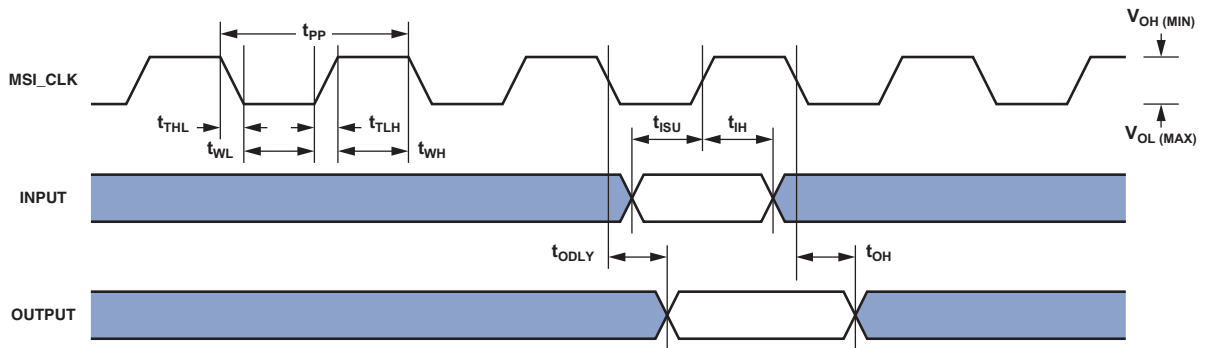 tPP
VOH (MIN)
MSI_CLK
tTHL
tTLH
tISU
tIH
VOL (MAX)
tWL
tWH
INPUT
tODLY
tOH
OUTPUT